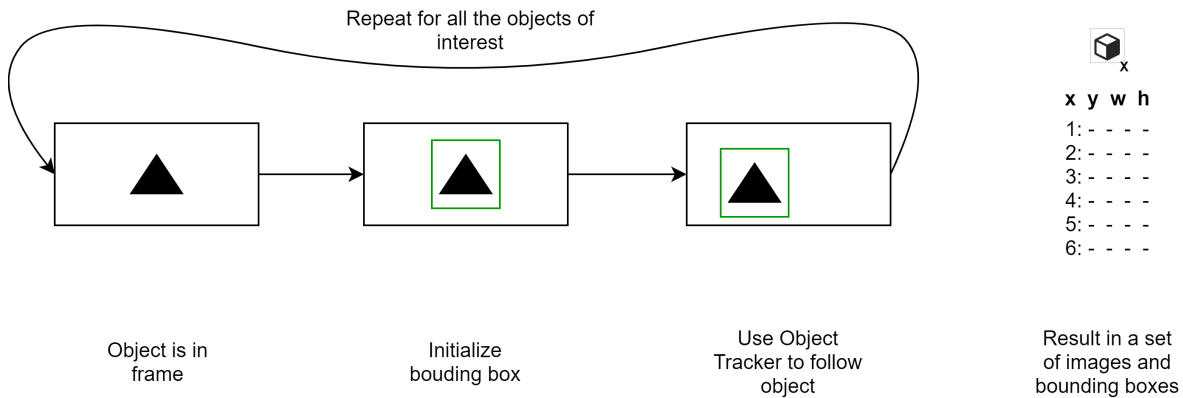 Repeat for all the objects of
interest
x
x y w h
1: - - - -
2: - - - -
3: - - - -
4: - - - -
5: - - - -
6: - - - -
Object is in
frame
Initialize
bouding box
Use Object
Tracker to follow
object
Result in a set
of images and
bounding boxes